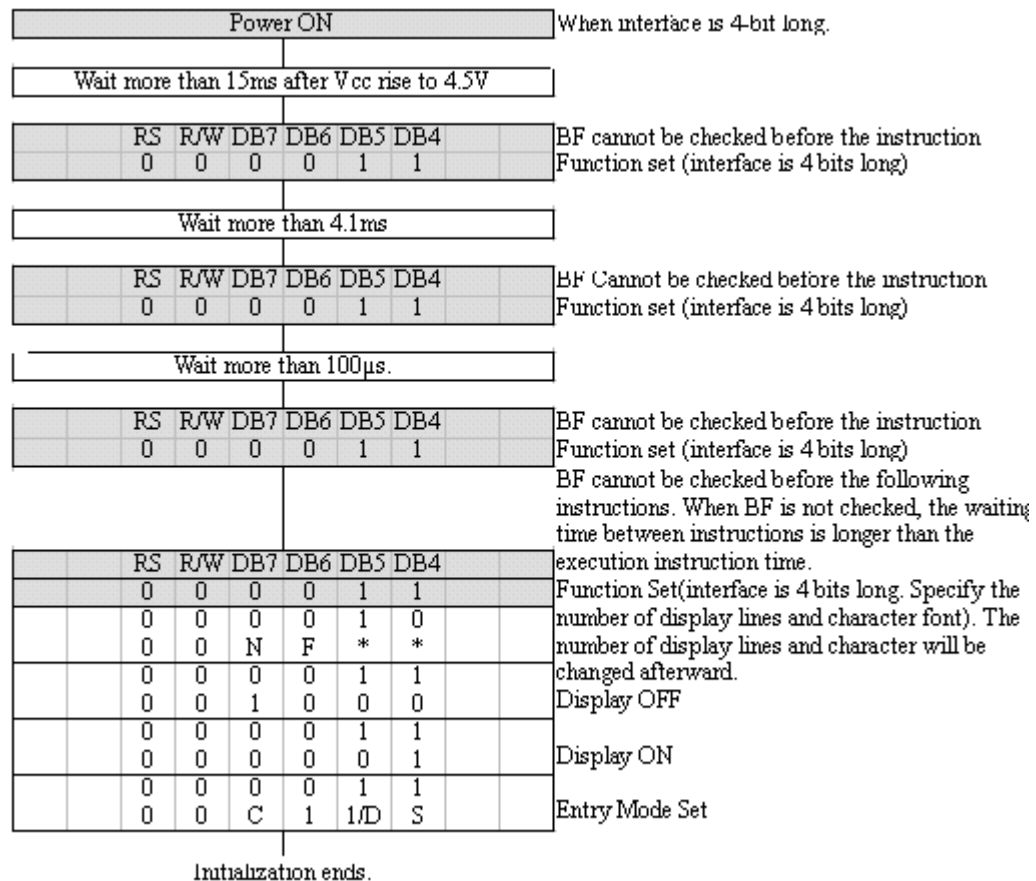 Power ON
When interface is 4-bit long.
Wait more than 15ms after Vcc rise to 4.5V
RS R/W DB7 DB6 DB5 DB4
BF cannot be checked before the instruction
0 0 0 0 1 1
Function set (interface is 4 bits long)
Wait more than 4.1ms
RS R/W DB7 DB6 DB5 DB4
BF Cannot be checked before the instruction
0 0 0 0 1 1
Function set (interface is 4 bits long)
Wait more than 100µs.
RS R/W DB7 DB6 DB5 DB4
BF cannot be checked before the instruction
0 0 0 0 1 1
Function set (interface is 4 bits long)
BF cannot be checked before the following
instructions. When BF is not checked, the waiting
time between instructions is longer than the
RS R/W DB7 DB6 DB5 DB4
execution instruction time.
0 0 0 0 1 1
Function Set(interface is 4 bits long. Specify the
0 0 0 0 1 0
number of display lines and character font). The
0 0 N F * *
number of display lines and character will be
0 0 0 0 1 1
changed afterward.
0 0 1 0 0 0
Display OFF
0 0 0 0 1 1
0 0 0 0 0 1
Display ON
0 0 0 0 1 1
0 0 C 1 1/D S
Entry Mode Set
Initialization ends.